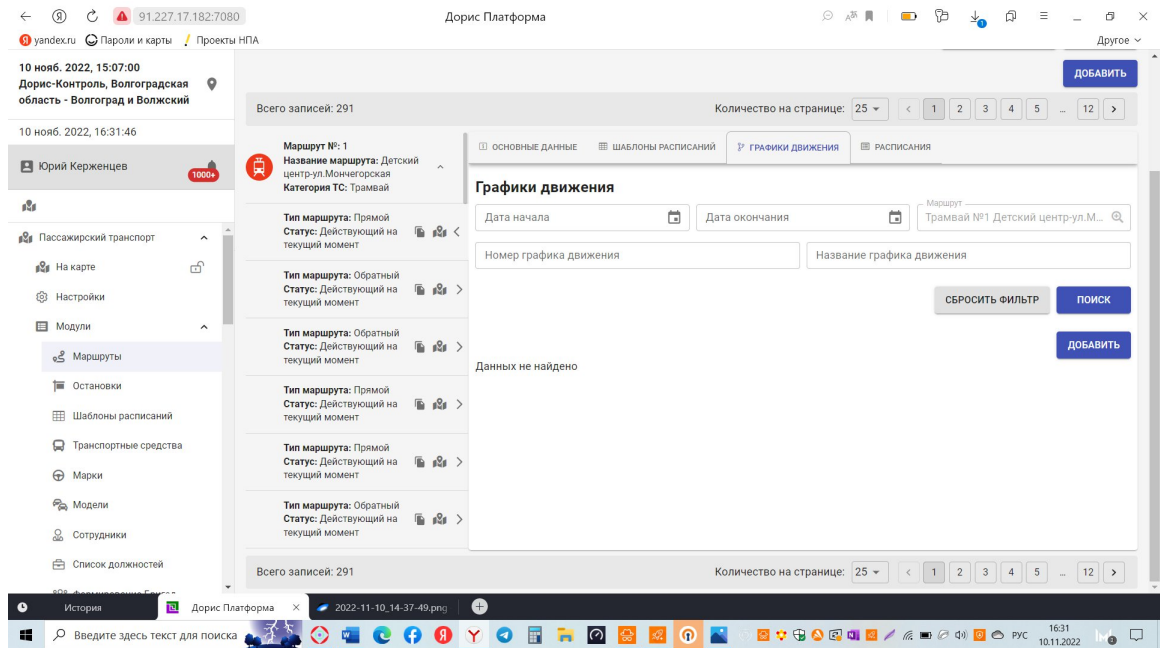 91.227.17.182:7080
Дорис Платформа
yandex.ru
Пароли и карты
Проекты НПА
Другое
10 нояб. 2022, 15:07:00
Дорис-Контроль, Волгоградская
область - Волгоград и Волжский
10 нояб. 2022, 16:31:46
Юрий Керженцев
1000+
Пассажирский транспорт
На карте
Настройки
Модули
Маршруты
Остановки
Шаблоны расписаний
Транспортные средства
Марки
Модели
Сотрудники
Список должностей
ДОБАВИТЬ
Всего записей: 291
Количество на странице: 25
< 1 2 3 4 5 ... 12 >
Маршрут №: 1
Название маршрута: Детский
центр-ул.Мончегорская
Категория ТС: Трамвай
Тип маршрута: Прямой
Статус: Действующий на
текущий момент
Тип маршрута: Обратный
Статус: Действующий на
текущий момент
Тип маршрута: Обратный
Статус: Действующий на
текущий момент
Тип маршрута: Прямой
Статус: Действующий на
текущий момент
Тип маршрута: Прямой
Статус: Действующий на
текущий момент
Тип маршрута: Обратный
Статус: Действующий на
текущий момент
ОСНОВНЫЕ ДАННЫЕ
ШАБЛОНЫ РАСПИСАНИЙ
ГРАФИКИ ДВИЖЕНИЯ
РАСПИСАНИЯ
Графики движения
Дата начала
Дата окончания
Маршрут
Трамвай №1 Детский центр-ул.М...
Номер графика движения
Название графика движения
СБРОСИТЬ ФИЛЬТР
ПОИСК
ДОБАВИТЬ
Данных не найдено
Всего записей: 291
Количество на странице: 25
< 1 2 3 4 5 ... 12 >
История
Дорис Платформа
2022-11-10_14-37-49.png
Введите здесь текст для поиска
РУС
16:31
10.11.2022